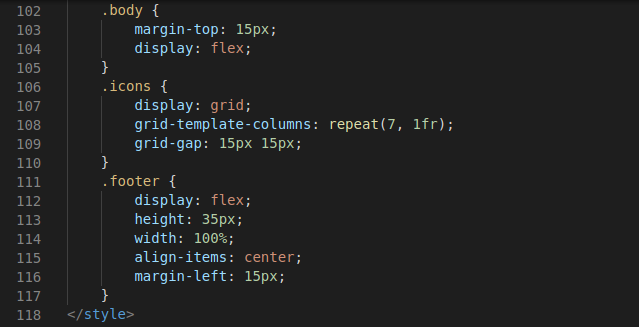 102 .body {
103 margin-top: 15px;
104 display: flex;
105 }
106 .icons {
107 display: grid;
108 grid-template-columns: repeat(7, 1fr);
109 grid-gap: 15px 15px;
110 }
111 .footer {
112 display: flex;
113 height: 35px;
114 width: 100%;
115 align-items: center;
116 margin-left: 15px;
117 }
118 </style>